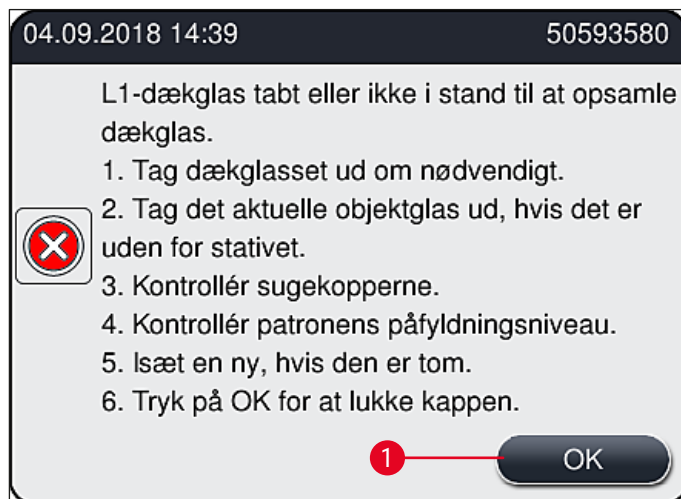 04.09.2018 14:39 50593580
L1-dækglas tabt eller ikke i stand til at opsamle
dækglas.
1. Tag dækglasset ud om nødvendigt.
2. Tag det aktuelle objektglas ud, hvis det er
uden for stativet.
3. Kontrollér sugekopperne.
4. Kontrollér patronens påfyldningsniveau.
5. Isæt en ny, hvis den er tom.
6. Tryk på OK for at lukke kappen.
1 OK